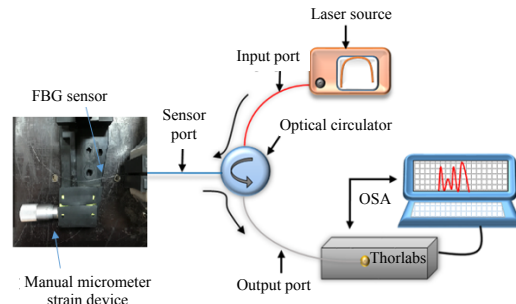 Laser source
Input port
FBG sensor
Sensor
port
Optical circulator
OSA
Thorlabs
Manual micrometer
strain device
Output port